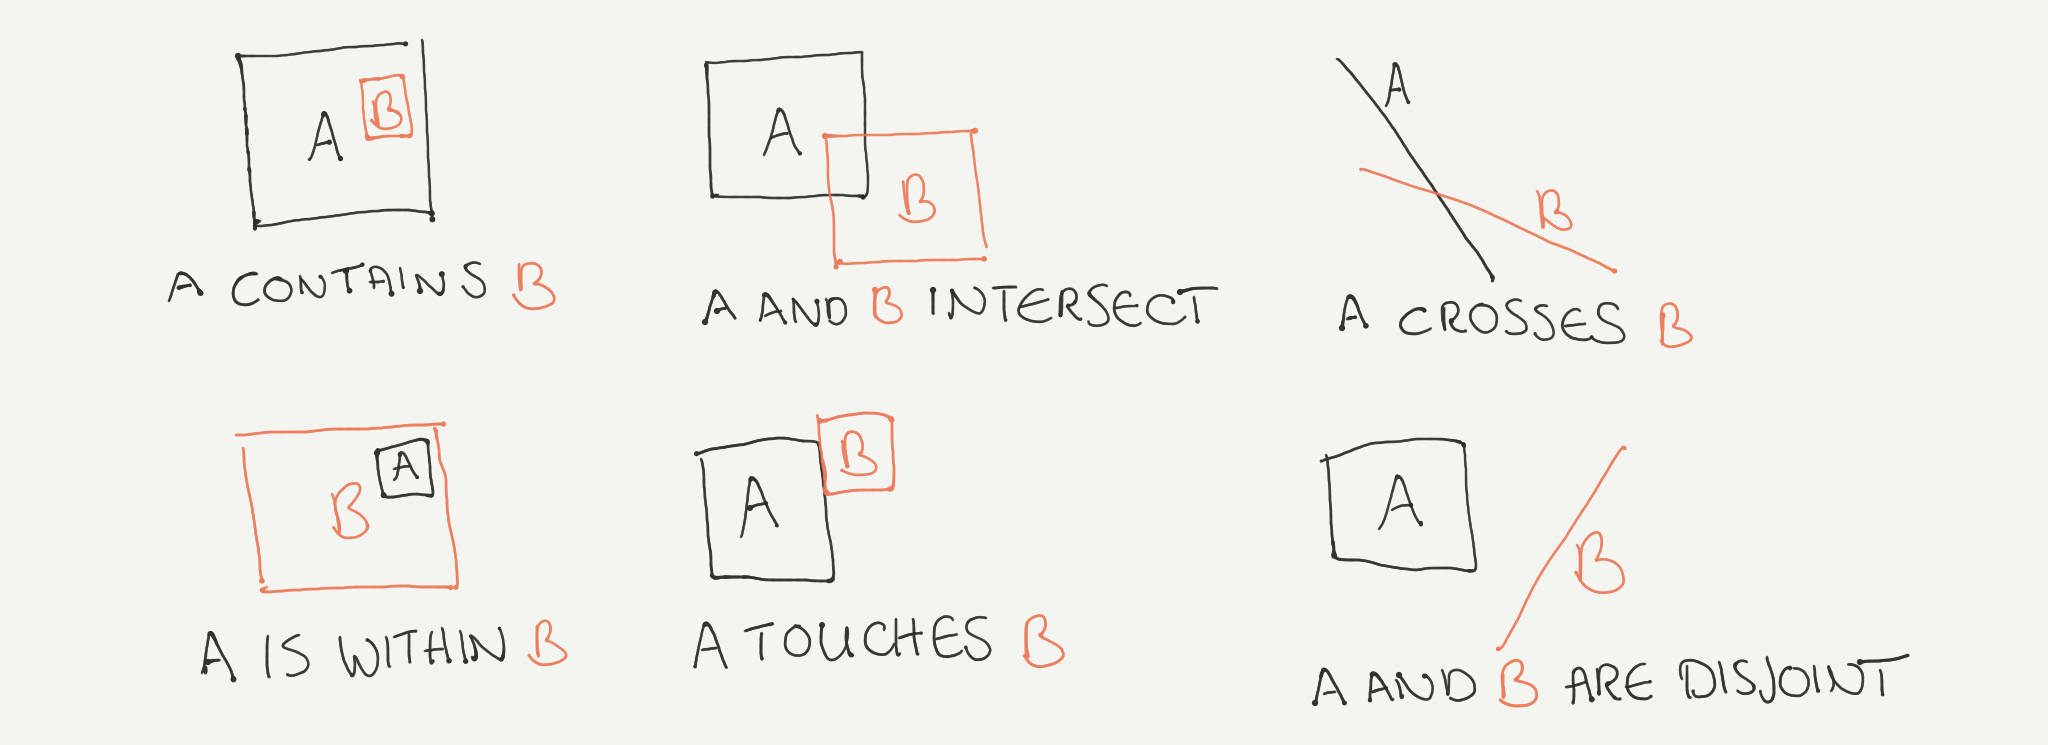 A
B
A CONTAINS B
A
B
A AND B INTERSECT
A
B
A CROSSES B
B
A
A IS WITHIN B
A
B
A TOUCHES B
A
B
A AND B ARE DISJOINT